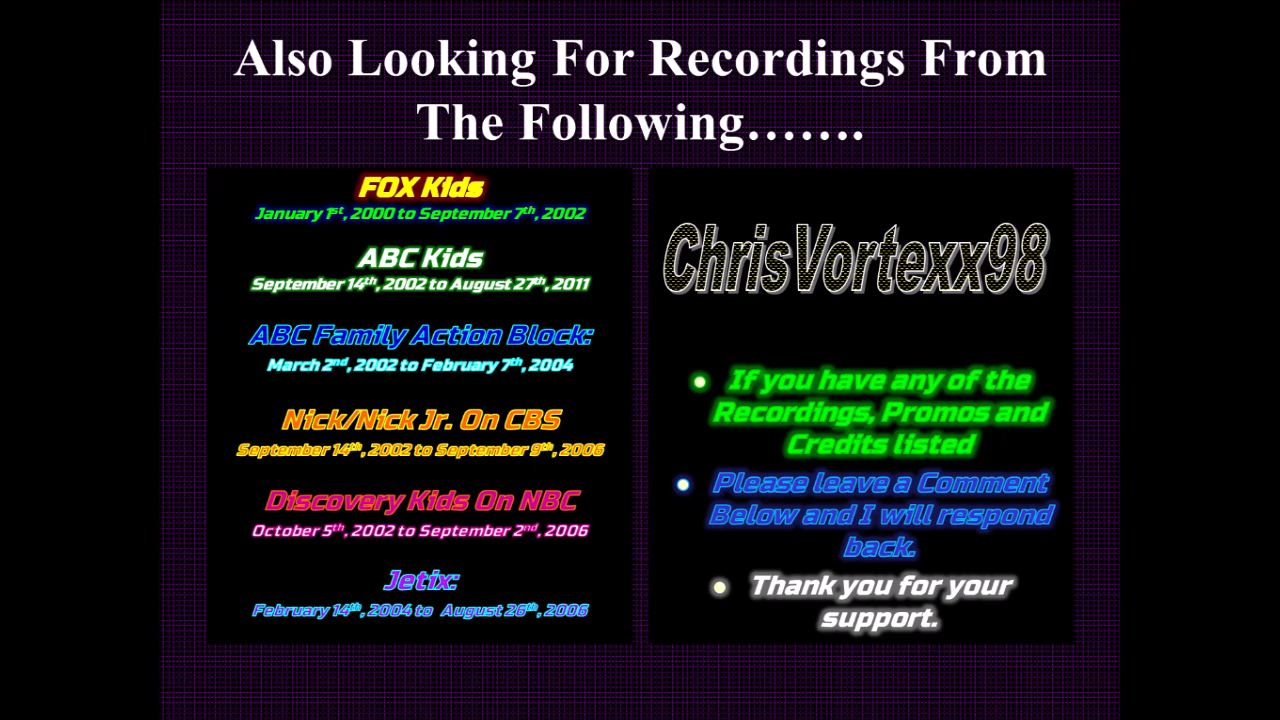 Also Looking For Recordings From
The Following…….
FOX Kids
January 1st, 2000 to September 7th, 2002
ABC Kids
September 14th, 2002 to August 27th, 2011
ABC Family Action Block:
March 2nd, 2002 to February 7th, 2004
Nick/Nick Jr. On CBS
September 14th, 2002 to September 9th, 2006
Discovery Kids On NBC
October 5th, 2002 to September 2nd, 2006
Jetix:
February 14th, 2004 to August 26th, 2006
ChrisVortexx98
• If you have any of the
Recordings, Promos and
Credits listed
• Please leave a Comment
Below and I will respond
back.
• Thank you for your
support.